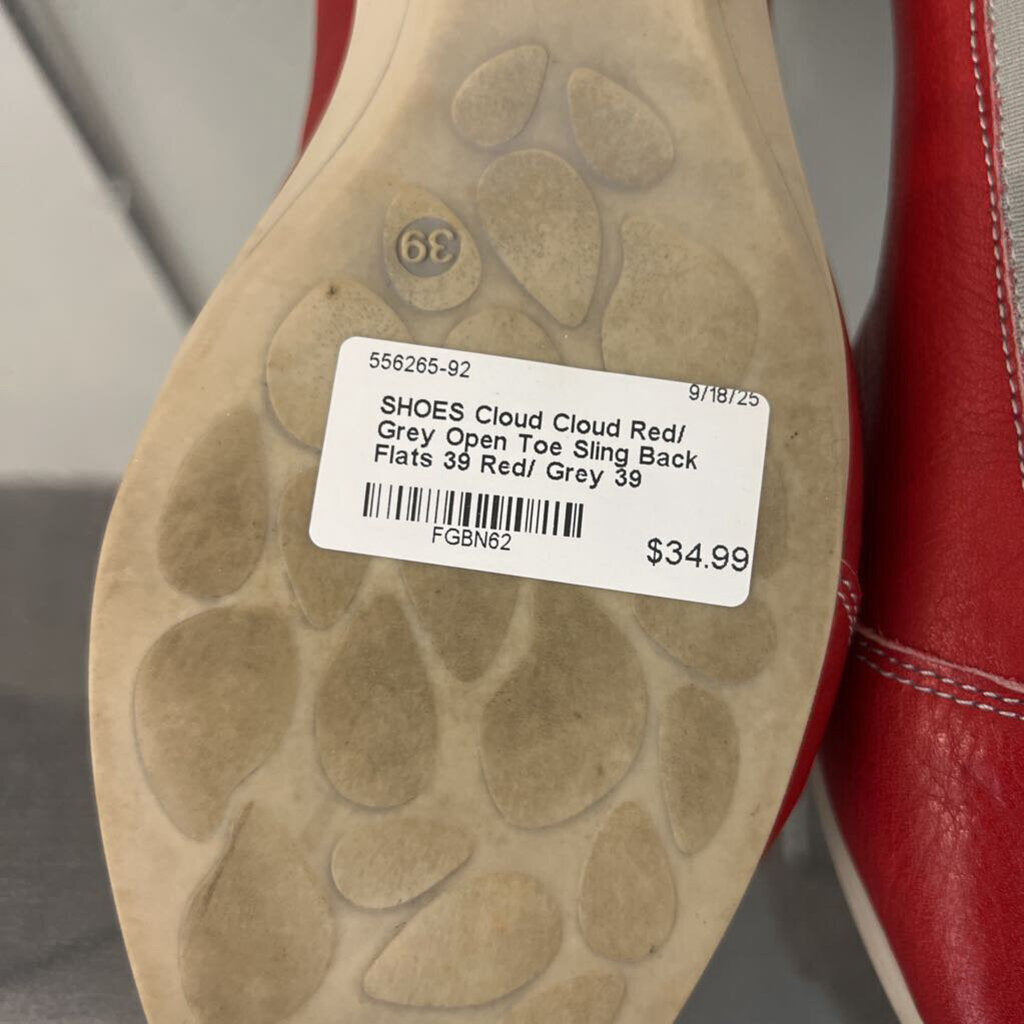 39
556265-92
9/18/25
SHOES Cloud Cloud Red/
Grey Open Toe Sling Back
Flats 39 Red/ Grey 39
FGBN62
$34.99